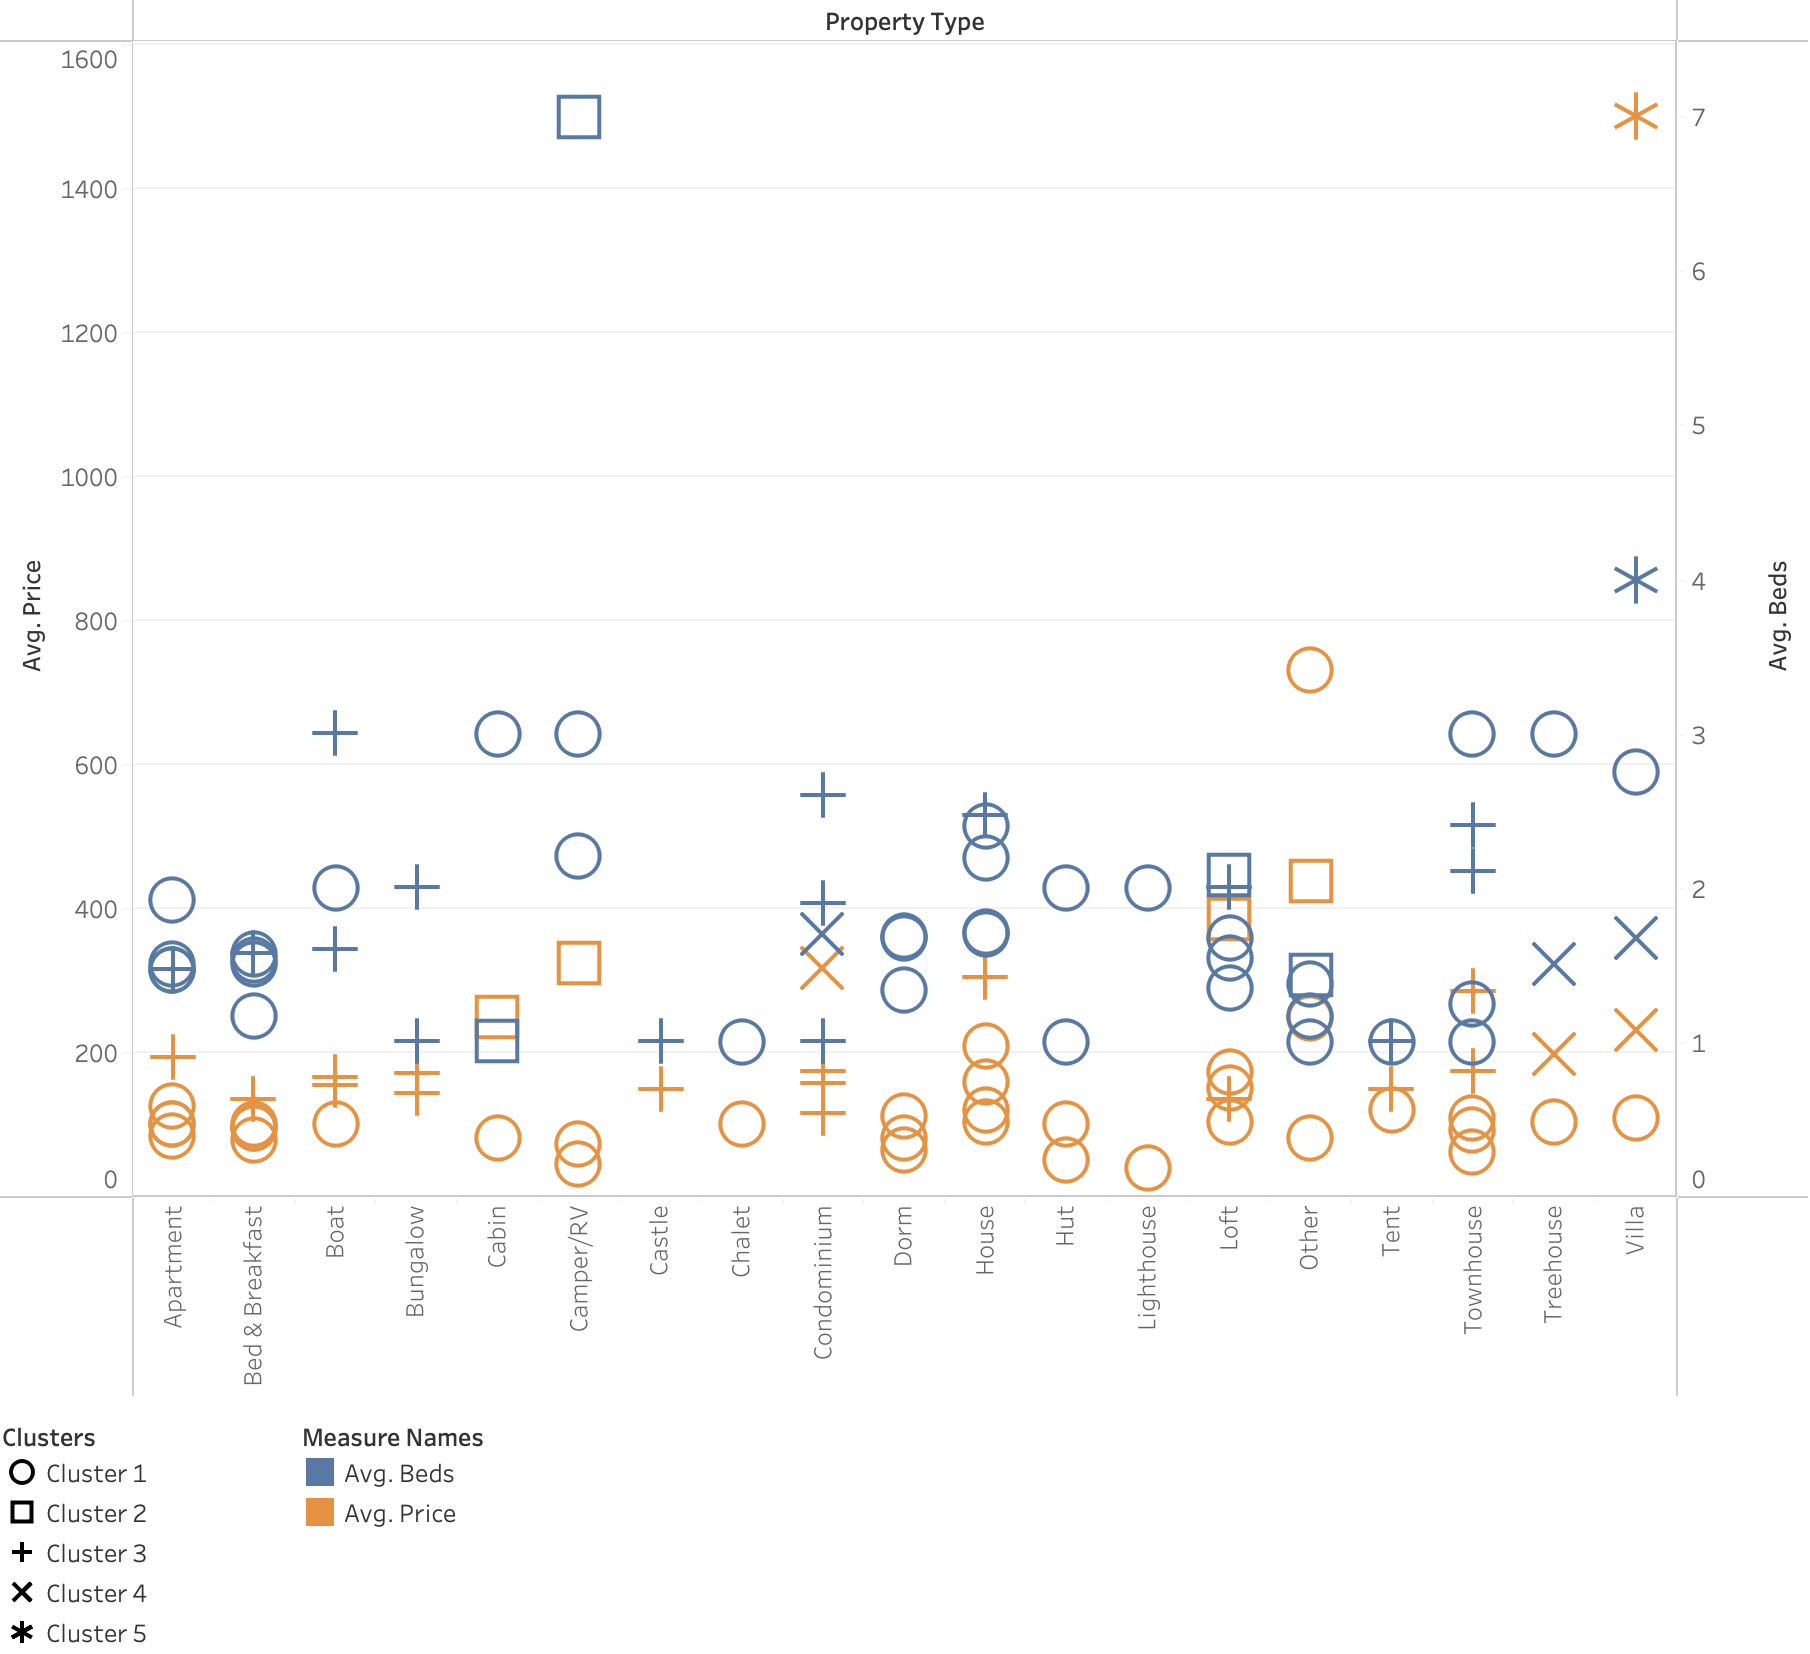 Property Type
1600
1400
1200
1000
800
600
400
200
0
Avg. Price
7
6
5
4
3
2
1
0
Avg. Beds
Apartment
Bed & Breakfast
Boat
Bungalow
Cabin
Camper/RV
Castle
Chalet
Condominium
Dorm
House
Hut
Lighthouse
Loft
Other
Tent
Townhouse
Treehouse
Villa
Clusters
Cluster 1
Cluster 2
Cluster 3
Cluster 4
Cluster 5
Measure Names
Avg. Beds
Avg. Price